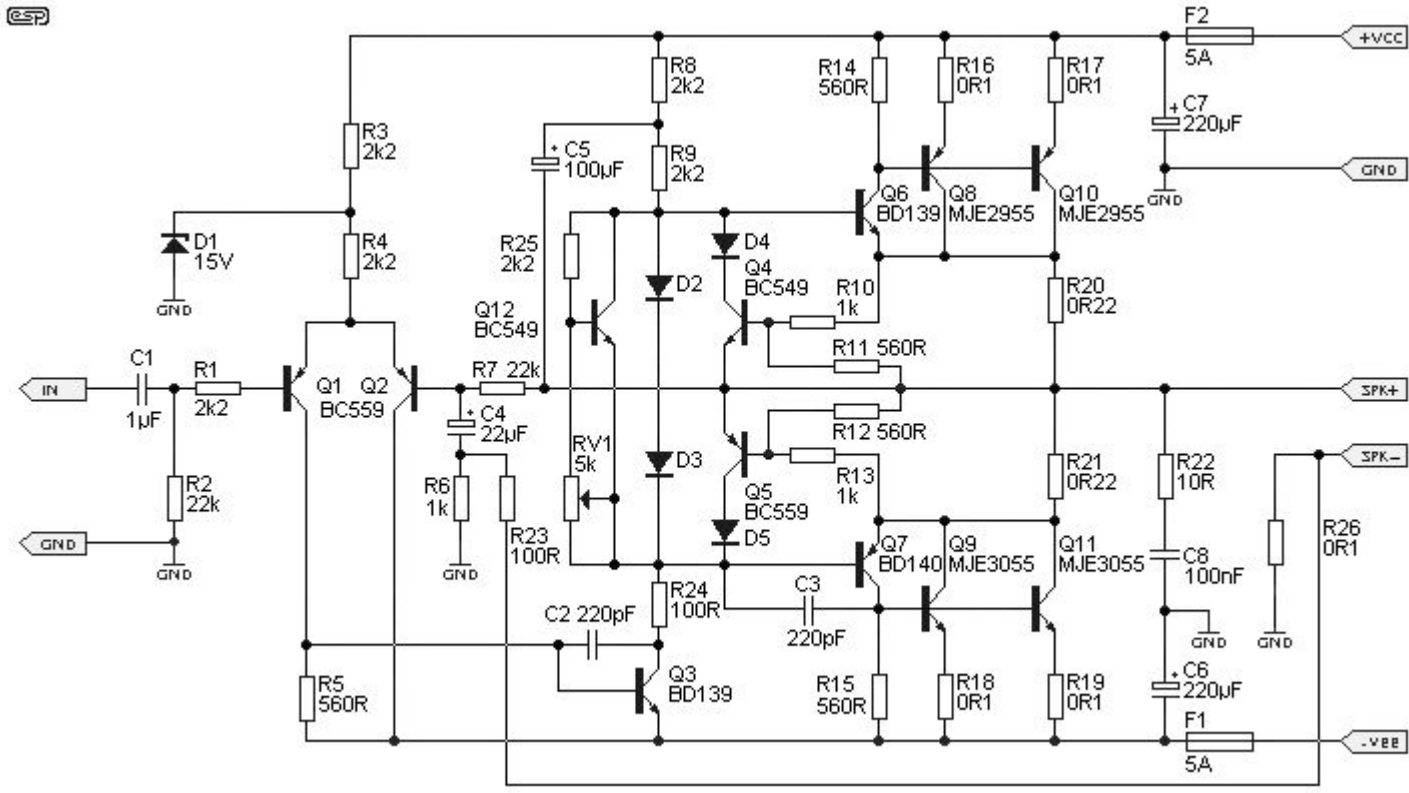 esp
F2
+VCC
5A
R8
2k2
R14
560R
R16
0R1
R17
0R1
C7
220µF
+
R3
2k2
C5
100µF
+
R9
2k2
GND
GND
Q6
BD139
Q8
MJE2955
Q10
MJE2955
D1
15V
R4
2k2
R25
2k2
D4
D2
Q4
BC549
R10
1k
R20
0R22
GND
Q12
BC549
C1
1µF
R1
2k2
IN
Q1
Q2
BC559
R7 22k
R11 560R
SPK+
C4
22µF
+
R12 560R
RV1
5k
D3
SPK-
R2
22k
R6
1k
R13
1k
R21
0R22
R22
10R
Q5
BC559
R23
100R
D5
R26
0R1
GND
GND
GND
Q7
BD140
Q9
MJE3055
Q11
MJE3055
C8
100nF
C3
220pF
R24
100R
C2 220pF
GND
GND
Q3
BD139
R5
560R
R15
560R
R18
0R1
R19
0R1
C6
220µF
+
F1
-VEE
5A